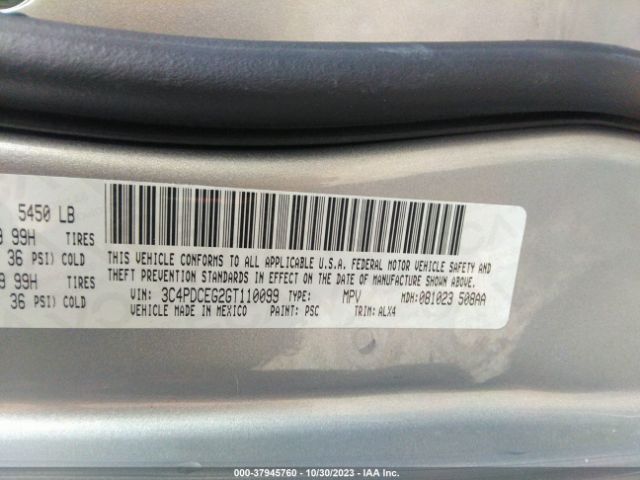 5450 LB
99H TIRES
36 PSI) COLD
99H TIRES
36 PSI) COLD
THIS VEHICLE CONFORMS TO ALL APPLICABLE U.S.A. FEDERAL MOTOR VEHICLE SAFETY AND
THEFT PREVENTION STANDARDS IN EFFECT ON THE DATE OF MANUFACTURE SHOWN ABOVE.
VIN: 3C4PDCEG2GT110099 TYPE: MPV MDH: 081023 508AA
VEHICLE MADE IN MEXICO PAINT: PSC TRIM: ALX4
000-37945760 | 10/30/2023 | IAA Inc.